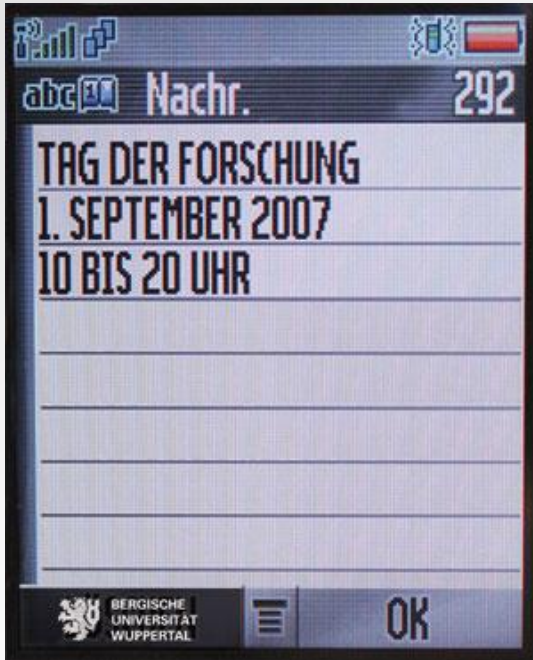 abc Nachr. 292
TAG DER FORSCHUNG
1. SEPTEMBER 2007
10 BIS 20 UHR
BERGISCHE
UNIVERSITÄT
WUPPERTAL
OK